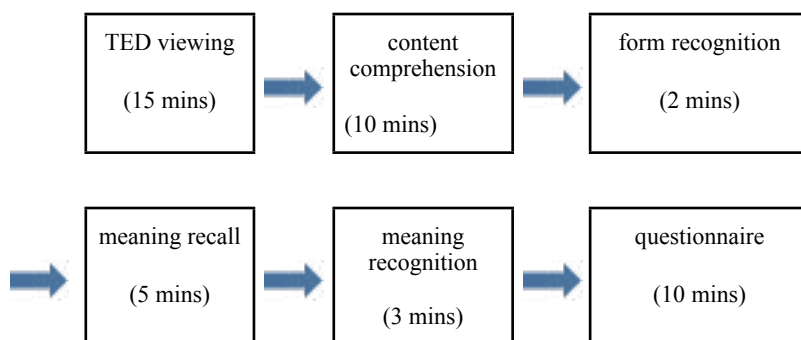 TED viewing
(15 mins)
content
comprehension
(10 mins)
form recognition
(2 mins)
meaning recall
(5 mins)
meaning
recognition
(3 mins)
questionnaire
(10 mins)